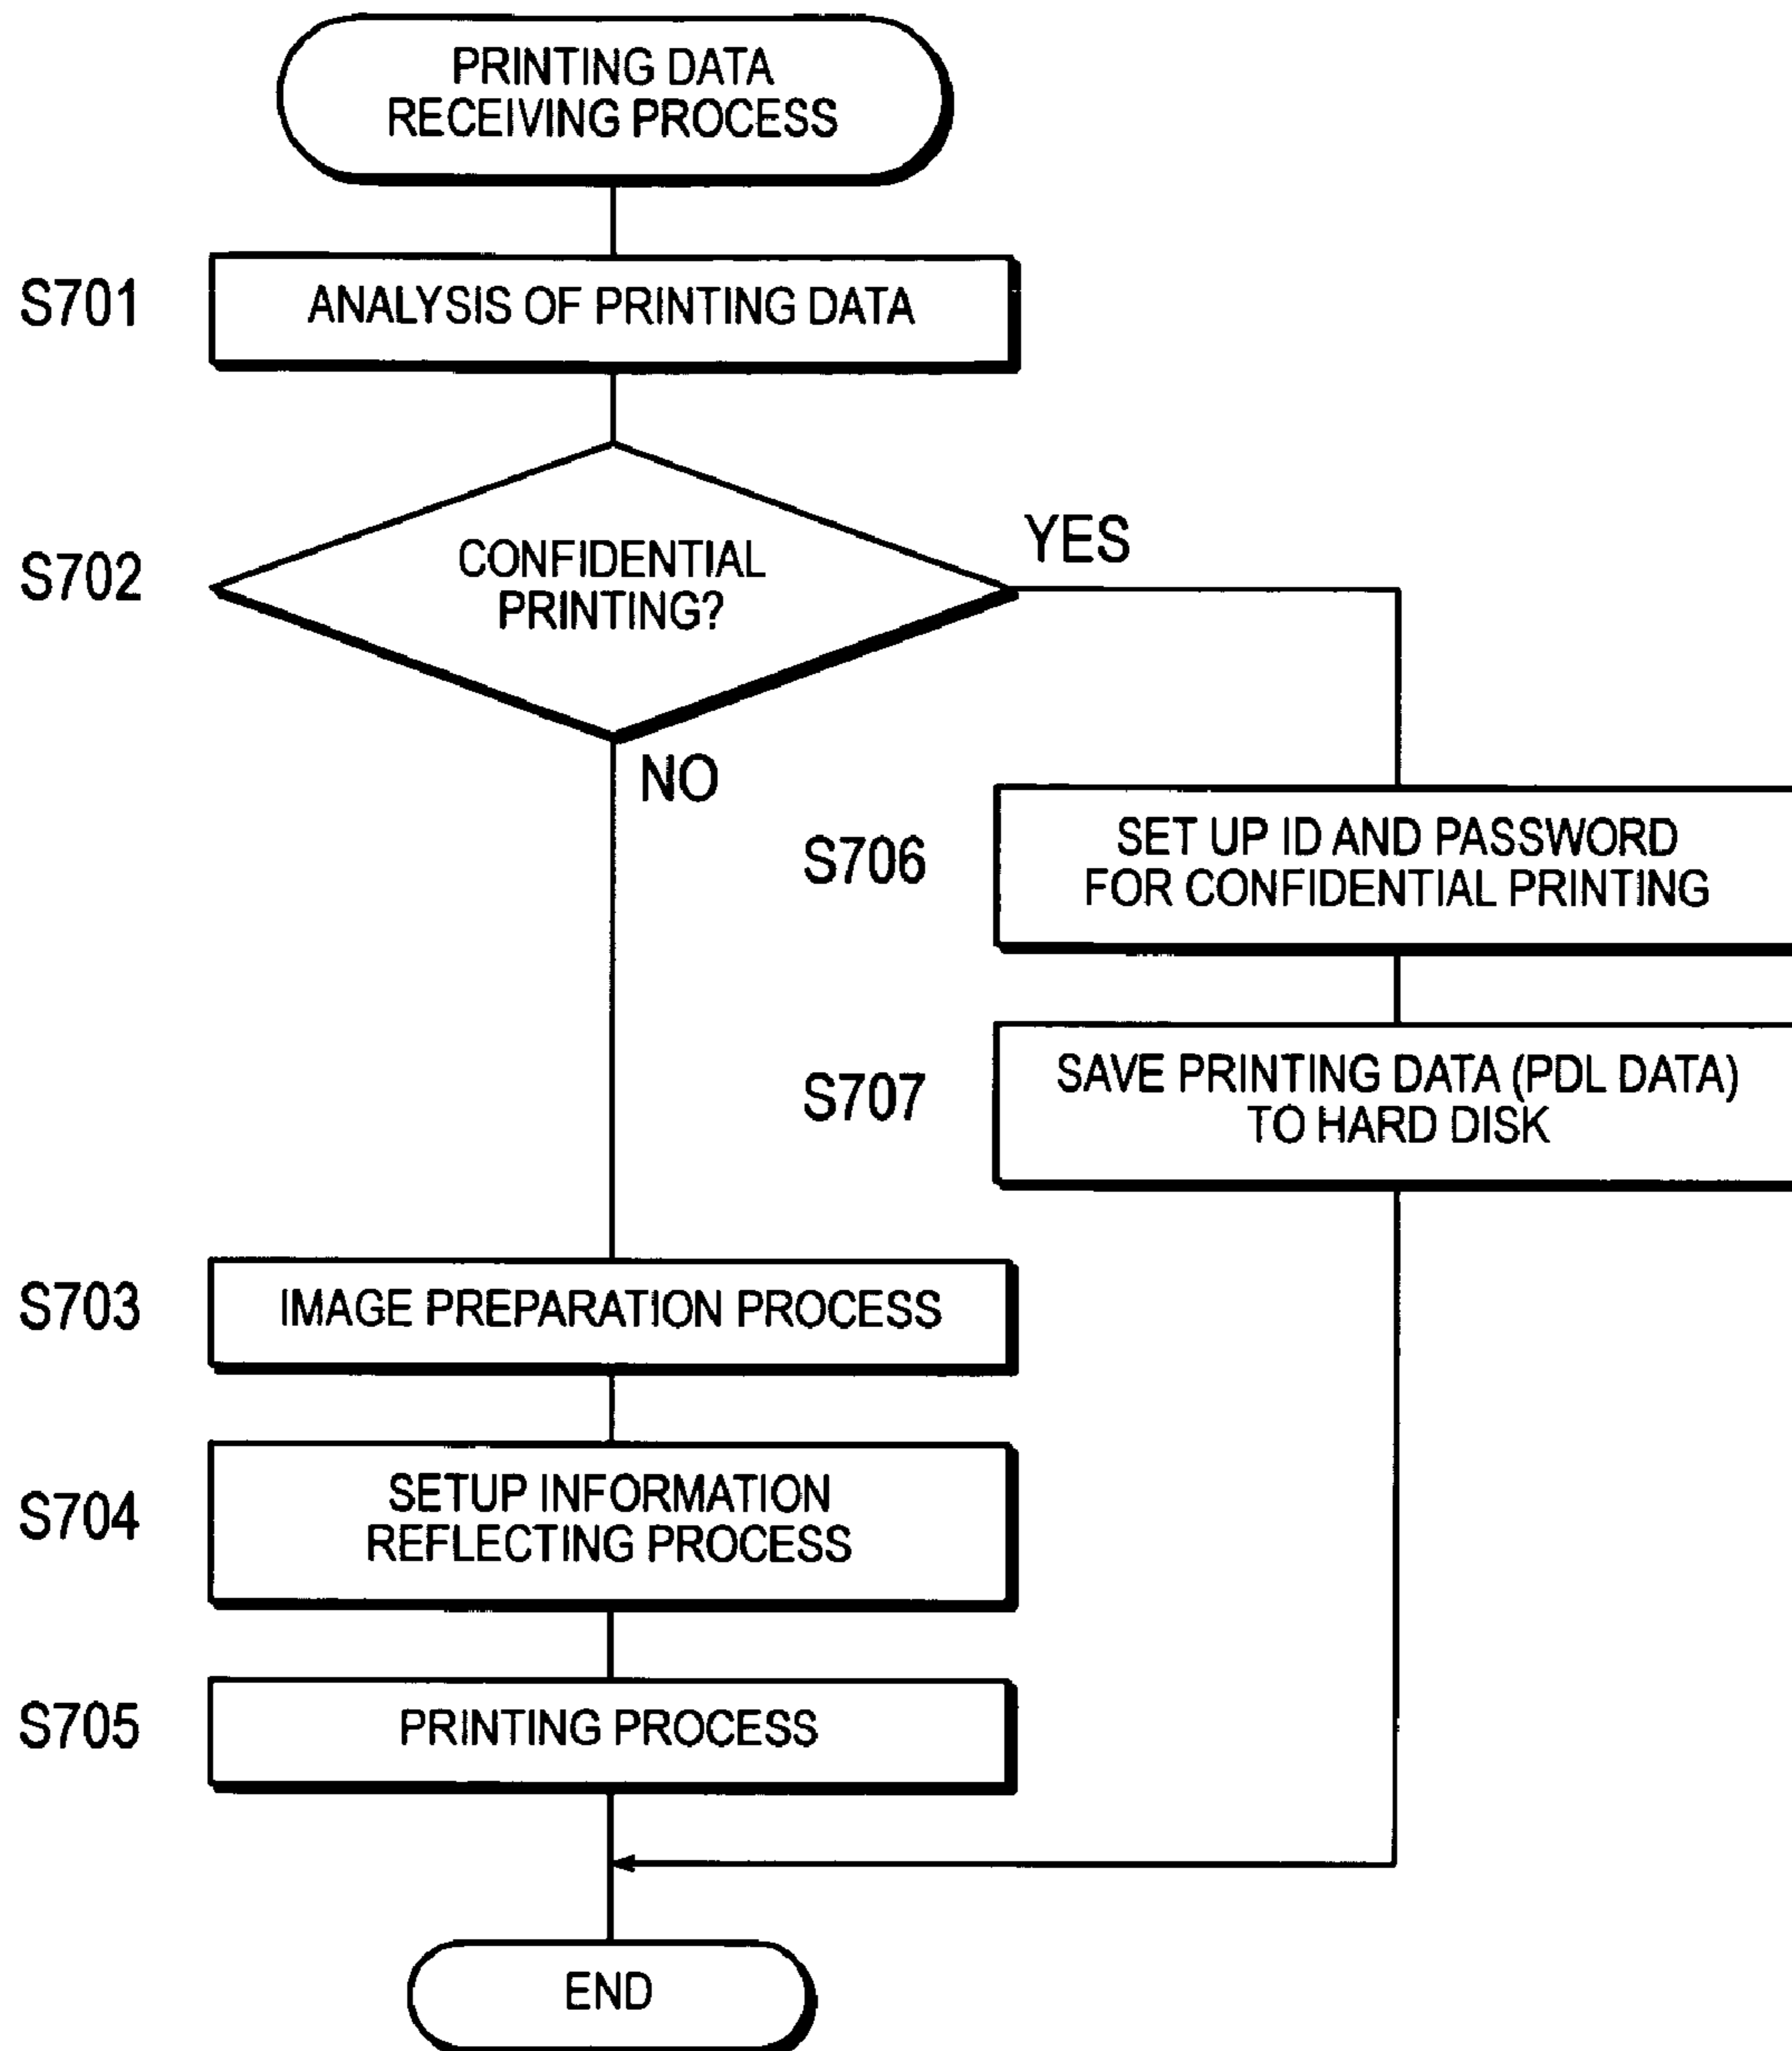 PRINTING DATA
RECEIVING PROCESS
S701
ANALYSIS OF PRINTING DATA
S702
CONFIDENTIAL
PRINTING?
YES
NO
S706
SET UP ID AND PASSWORD
FOR CONFIDENTIAL PRINTING
S707
SAVE PRINTING DATA (PDL DATA)
TO HARD DISK
S703
IMAGE PREPARATION PROCESS
S704
SETUP INFORMATION
REFLECTING PROCESS
S705
PRINTING PROCESS
END